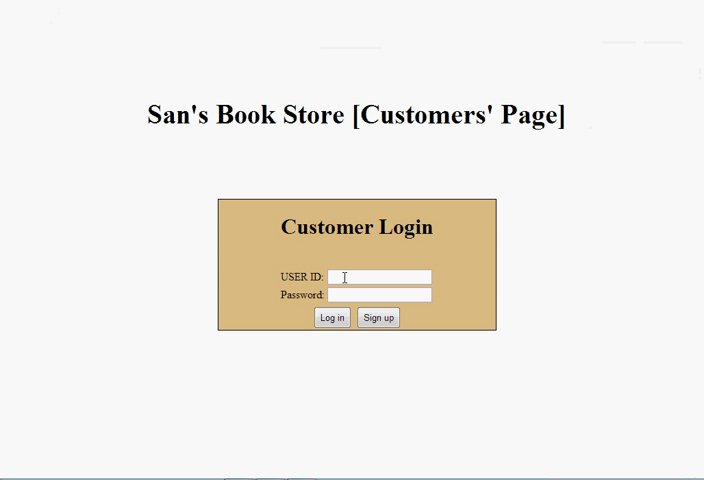 San's Book Store [Customers' Page]
Customer Login
USER ID:
Password:
Log in Sign up